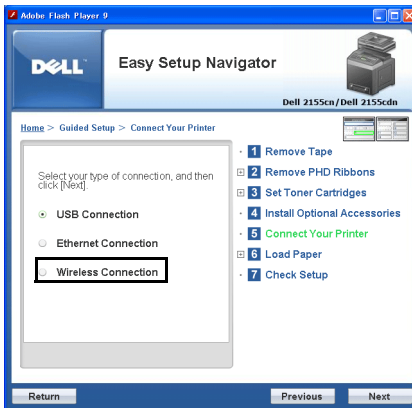 Adobe Flash Player 9
DELL
Easy Setup Navigator
Dell 2155cn/Dell 2155cdn
Home > Guided Setup > Connect Your Printer
Select your type of connection, and then
click [Next].
USB Connection
Ethernet Connection
Wireless Connection
1 Remove Tape
2 Remove PHD Ribbons
3 Set Toner Cartridges
4 Install Optional Accessories
5 Connect Your Printer
6 Load Paper
7 Check Setup
Return
Previous
Next